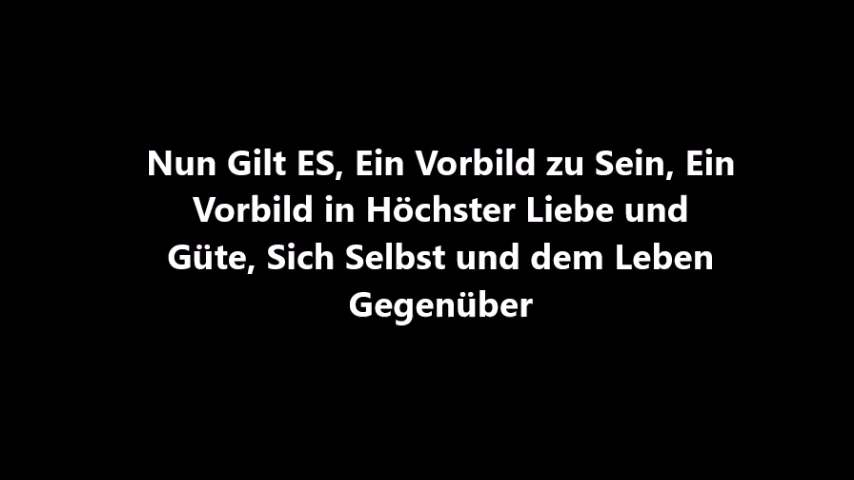 Nun Gilt ES, Ein Vorbild zu Sein, Ein
Vorbild in Höchster Liebe und
Güte, Sich Selbst und dem Leben
Gegenüber